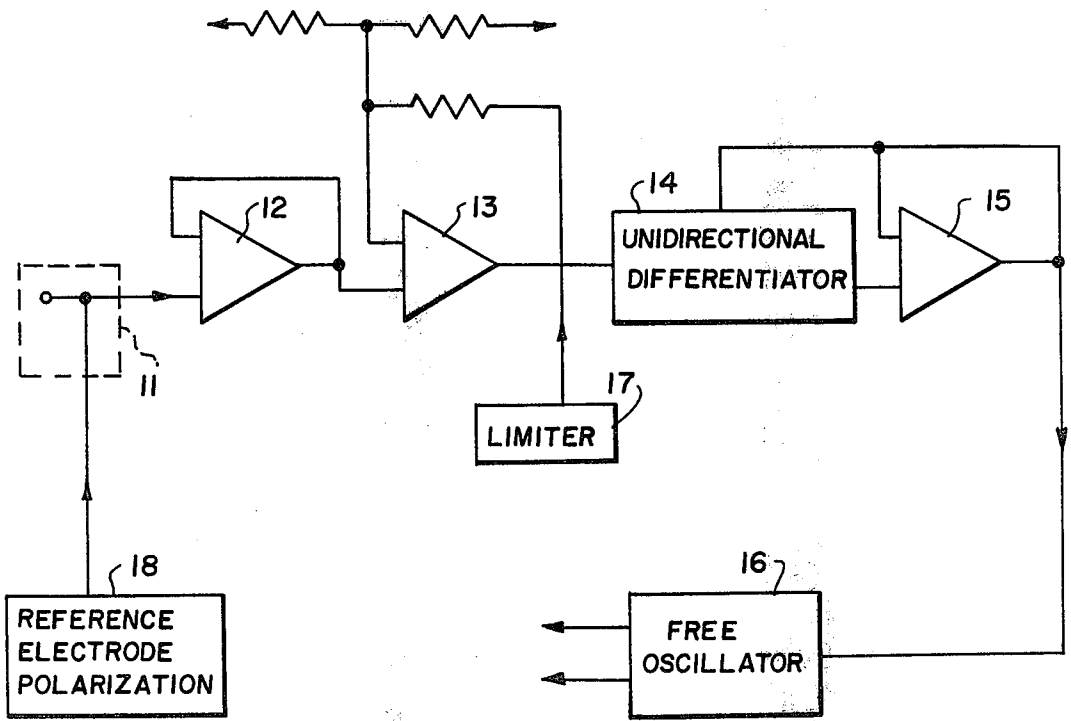 12
13
14
15
UNIDIRECTIONAL
DIFFERENTIATOR
11
17
LIMITER
18
REFERENCE
ELECTRODE
POLARIZATION
16
FREE
OSCILLATOR